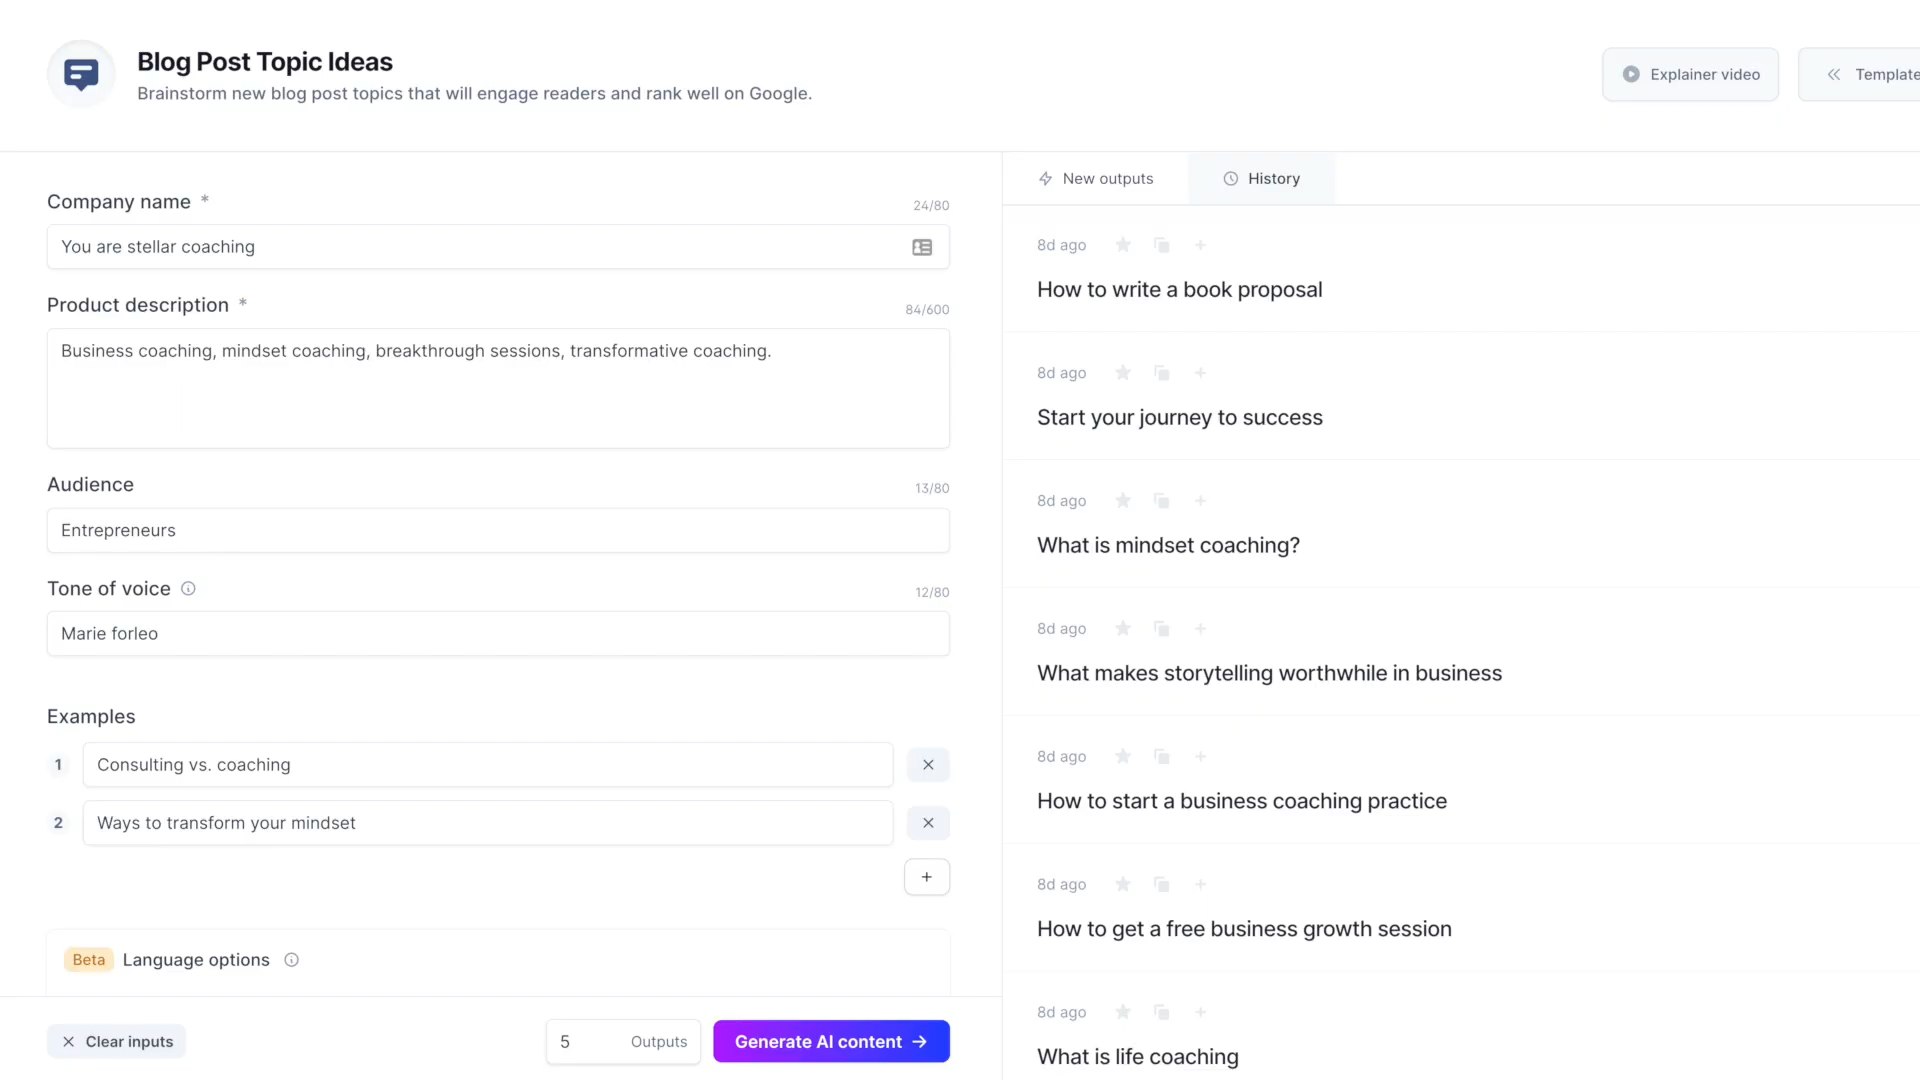 Blog Post Topic Ideas
Brainstorm new blog post topics that will engage readers and rank well on Google.
Explainer video
Template
Company name *
24/80
You are stellar coaching
Product description *
84/600
Business coaching, mindset coaching, breakthrough sessions, transformative coaching.
Audience
13/80
Entrepreneurs
Tone of voice
12/80
Marie forleo
Examples
1
Consulting vs. coaching
2
Ways to transform your mindset
Beta Language options
Clear inputs
5 Outputs
Generate AI content
New outputs
History
8d ago
How to write a book proposal
8d ago
Start your journey to success
8d ago
What is mindset coaching?
8d ago
What makes storytelling worthwhile in business
8d ago
How to start a business coaching practice
8d ago
How to get a free business growth session
8d ago
What is life coaching